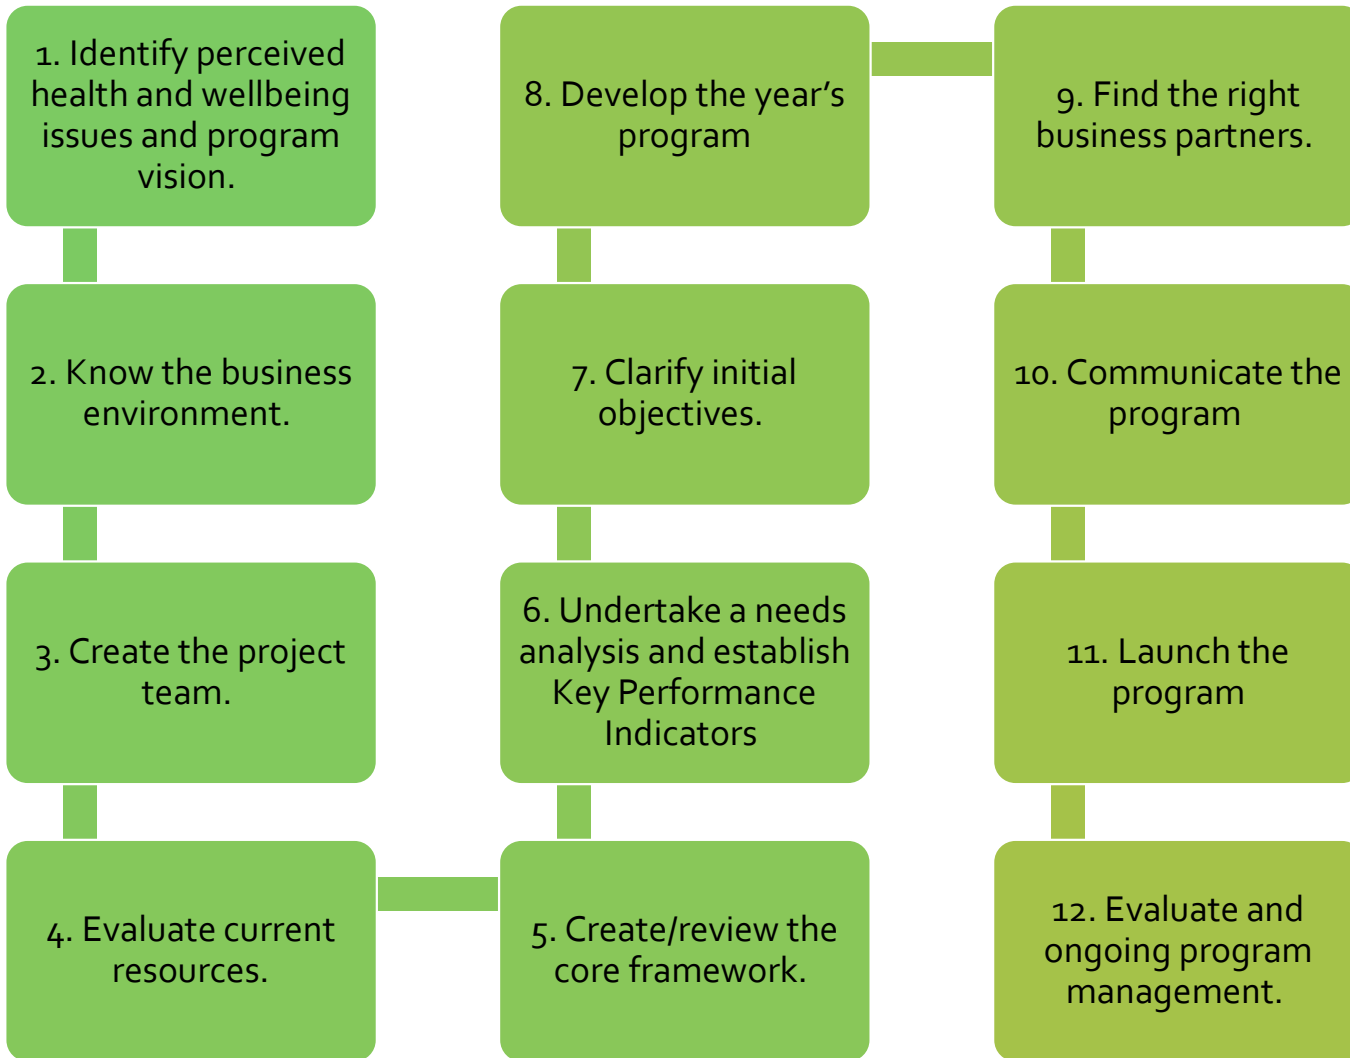 1. Identify perceived
health and wellbeing
issues and program
vision.
2. Know the business
environment.
3. Create the project
team.
4. Evaluate current
resources.
5. Create/review the
core framework.
6. Undertake a needs
analysis and establish
Key Performance
Indicators
7. Clarify initial
objectives.
8. Develop the year’s
program
9. Find the right
business partners.
10. Communicate the
program
11. Launch the
program
12. Evaluate and
ongoing program
management.